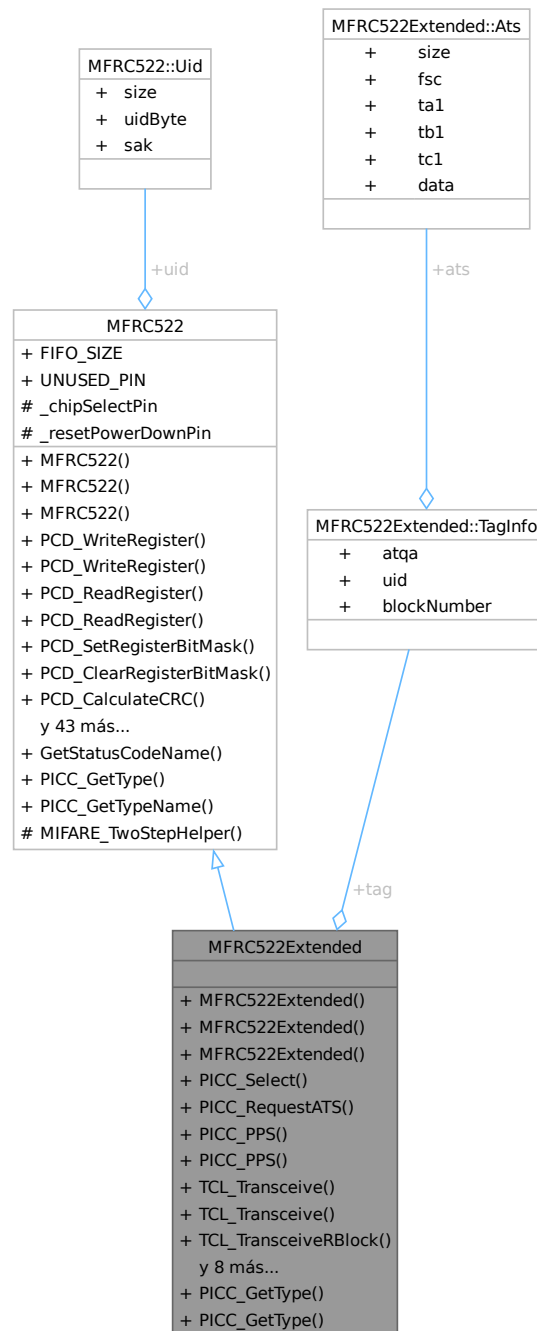 MFRC522Extended::Ats
+ size
+ fsc
+ ta1
+ tb1
+ tc1
+ data
MFRC522::Uid
+ size
+ uidByte
+ sak
+uid
+ats
MFRC522
+ FIFO_SIZE
+ UNUSED_PIN
# _chipSelectPin
# _resetPowerDownPin
+ MFRC522()
+ MFRC522()
+ MFRC522()
+ PCD_WriteRegister()
+ PCD_WriteRegister()
+ PCD_ReadRegister()
+ PCD_ReadRegister()
+ PCD_SetRegisterBitMask()
+ PCD_ClearRegisterBitMask()
+ PCD_CalculateCRC()
y 43 más...
+ GetStatusCodeName()
+ PICC_GetType()
+ PICC_GetTypeName()
# MIFARE_TwoStepHelper()
MFRC522Extended::TagInfo
+ atqa
+ uid
+ blockNumber
+tag
MFRC522Extended
+ MFRC522Extended()
+ MFRC522Extended()
+ MFRC522Extended()
+ PICC_Select()
+ PICC_RequestATS()
+ PICC_PPS()
+ PICC_PPS()
+ TCL_Transceive()
+ TCL_Transceive()
+ TCL_TransceiveRBlock()
y 8 más...
+ PICC_GetType()
+ PICC_GetType()